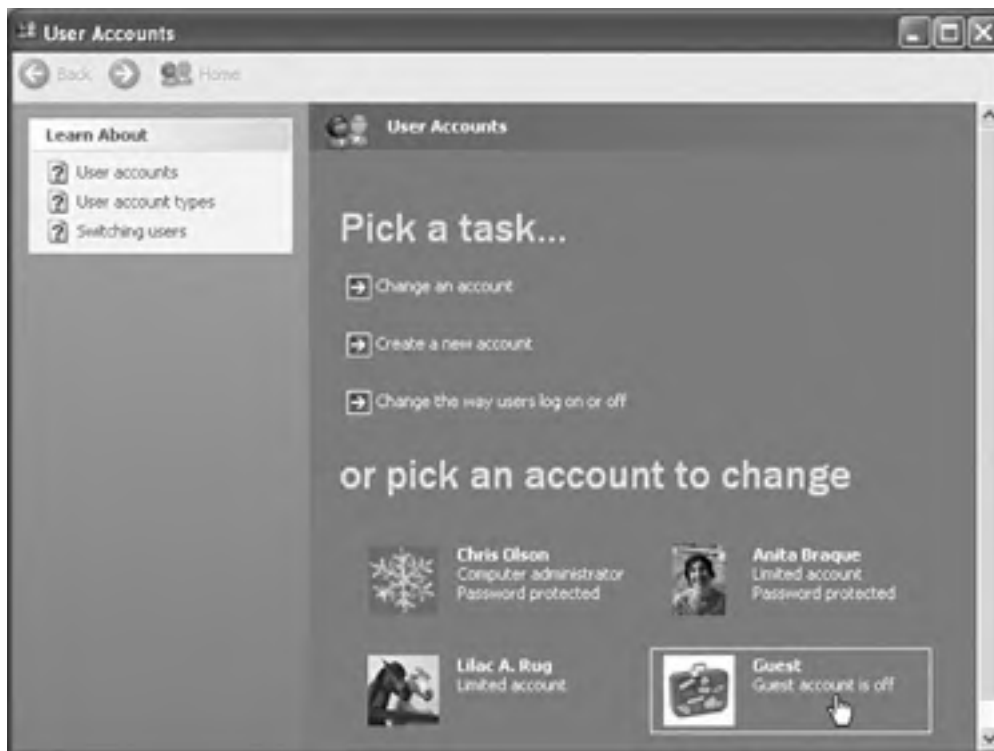 User Accounts
Back Home
Learn About
User accounts
User account types
Switching users
User Accounts
Pick a task...
Change an account
Create a new account
Change the way users log on or off
or pick an account to change
Chris Olson
Computer administrator
Password protected
Anita Braque
Limited account
Password protected
Lilac A. Rug
Limited account
Guest
Guest account is off